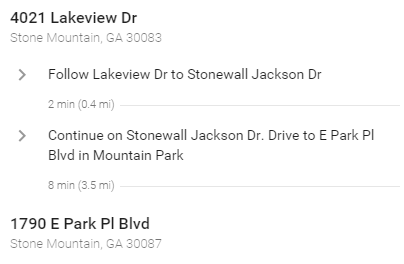 4021 Lakeview Dr
Stone Mountain, GA 30083
Follow Lakeview Dr to Stonewall Jackson Dr
2 min (0.4 mi)
Continue on Stonewall Jackson Dr. Drive to E Park Pl
Blvd in Mountain Park
8 min (3.5 mi)
1790 E Park Pl Blvd
Stone Mountain, GA 30087